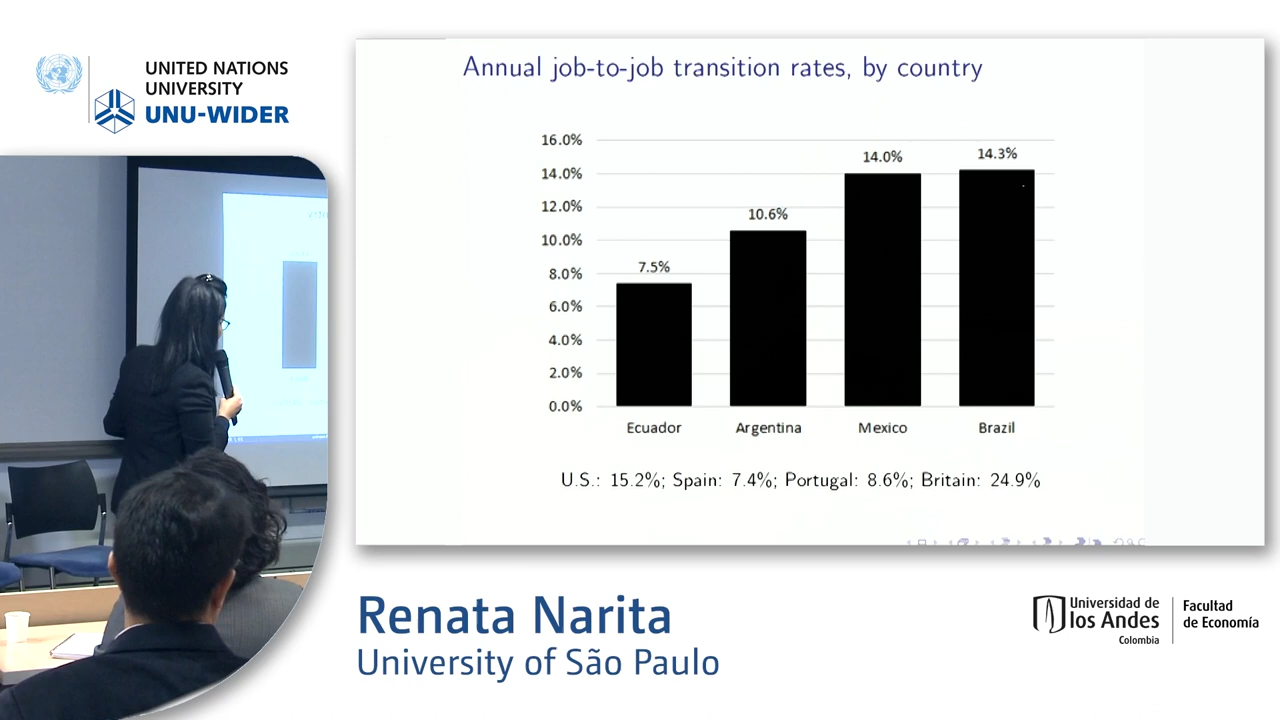 UNITED NATIONS
UNIVERSITY
UNU-WIDER
Annual job-to-job transition rates, by country
16.0%
14.0%
12.0%
10.0%
8.0%
6.0%
4.0%
2.0%
0.0%
7.5%
10.6%
14.0%
14.3%
Ecuador
Argentina
Mexico
Brazil
U.S.: 15.2%; Spain: 7.4%; Portugal: 8.6%; Britain: 24.9%
Renata Narita
University of São Paulo
Universidad de
los Andes
Colombia
Facultad
de Economía